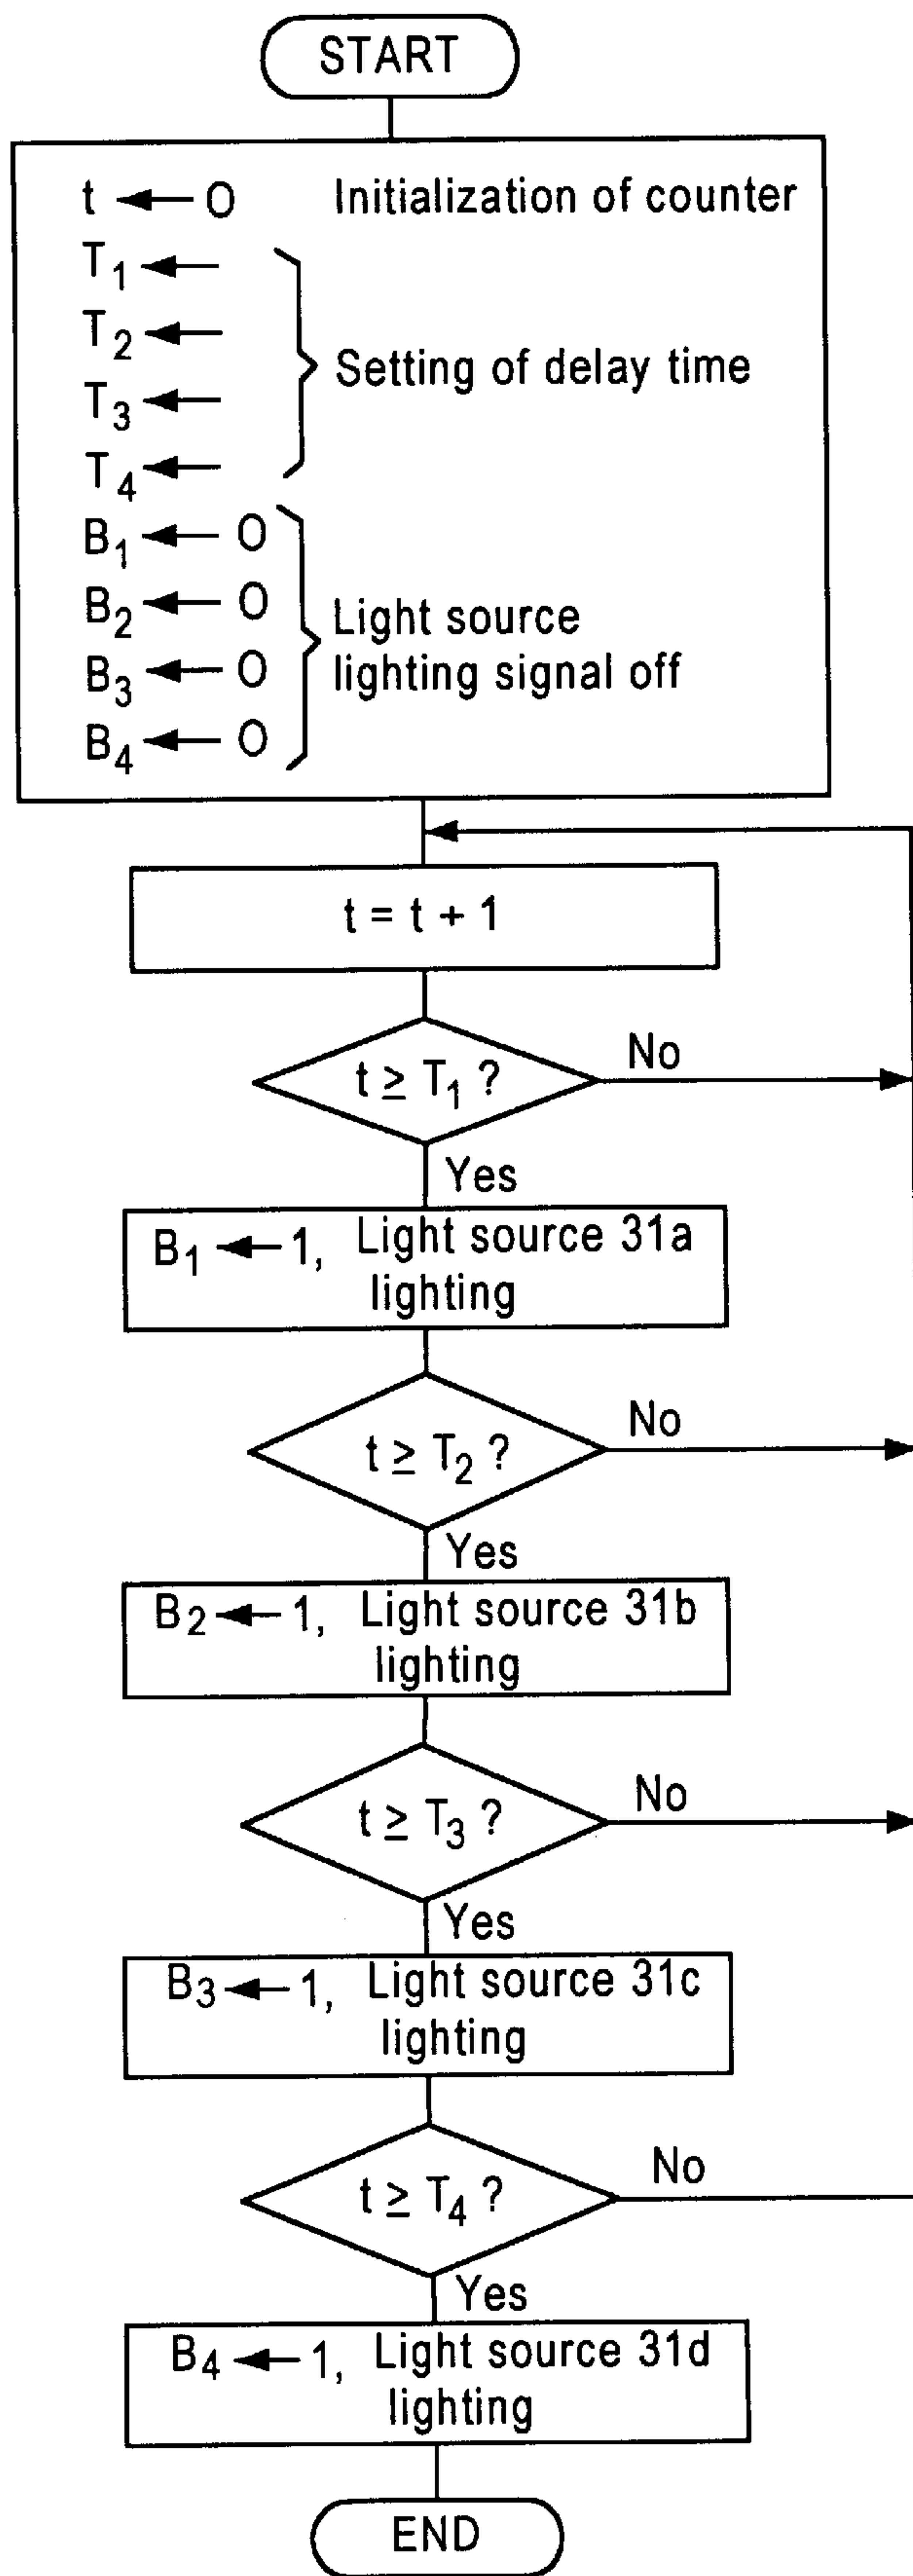 START
t ← 0 Initialization of counter
T1 ←
T2 ←
Setting of delay time
T3 ←
T4 ←
B1 ← 0
B2 ← 0
Light source
lighting signal off
B3 ← 0
B4 ← 0
t = t + 1
t ≥ T1 ?
No
Yes
B1 ← 1, Light source 31a
lighting
t ≥ T2 ?
No
Yes
B2 ← 1, Light source 31b
lighting
t ≥ T3 ?
No
Yes
B3 ← 1, Light source 31c
lighting
t ≥ T4 ?
No
Yes
B4 ← 1, Light source 31d
lighting
END